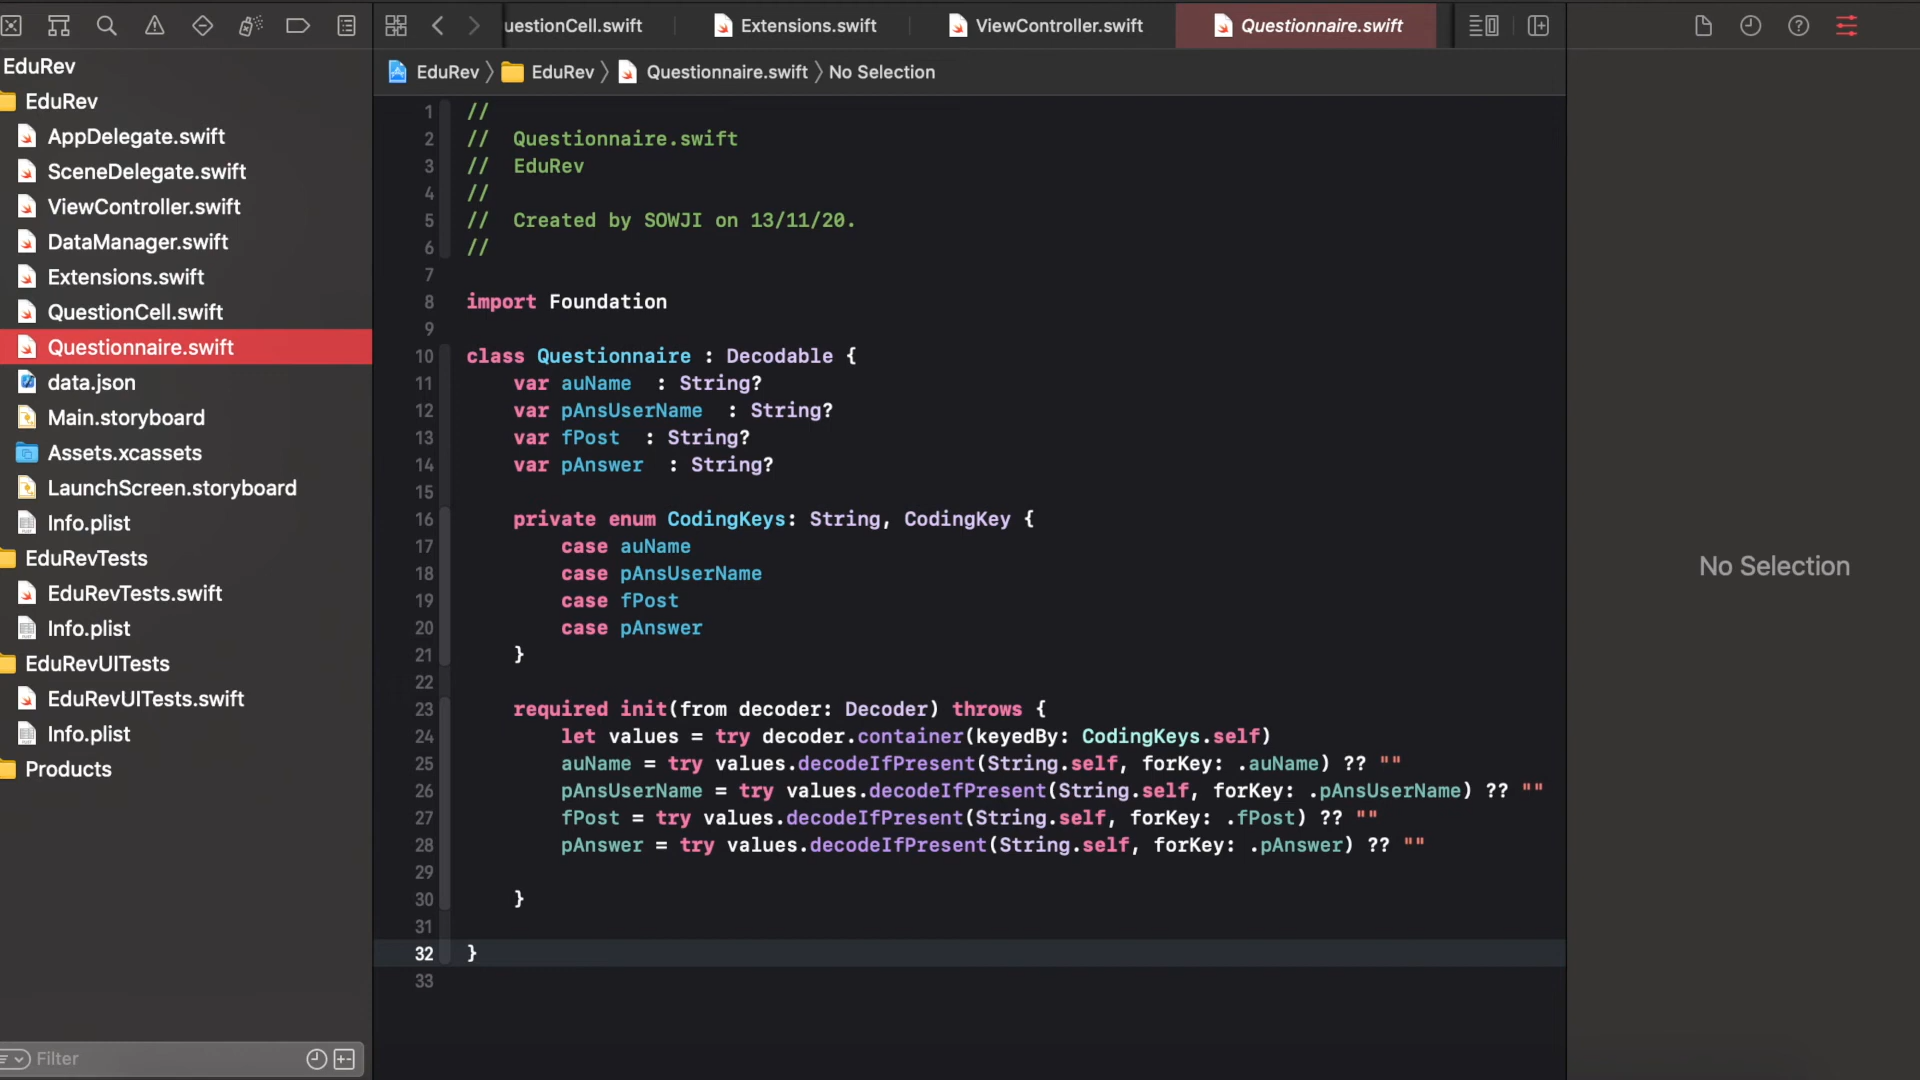 uestionCell.swift
Extensions.swift
ViewController.swift
Questionnaire.swift
EduRev
EduRev
AppDelegate.swift
SceneDelegate.swift
ViewController.swift
DataManager.swift
Extensions.swift
QuestionCell.swift
Questionnaire.swift
data.json
Main.storyboard
Assets.xcassets
LaunchScreen.storyboard
Info.plist
EduRevTests
EduRevTests.swift
Info.plist
EduRevUITests
EduRevUITests.swift
Info.plist
Products
Filter
EduRev 〉 EduRev 〉 Questionnaire.swift 〉 No Selection
1 //
2 //  Questionnaire.swift
3 //  EduRev
4 //
5 //  Created by SOWJI on 13/11/20.
6 //
7
8 import Foundation
9
10 class Questionnaire : Decodable {
11     var auName  : String?
12     var pAnsUserName  : String?
13     var fPost  : String?
14     var pAnswer  : String?
15
16     private enum CodingKeys: String, CodingKey {
17         case auName
18         case pAnsUserName
19         case fPost
20         case pAnswer
21     }
22
23     required init(from decoder: Decoder) throws {
24         let values = try decoder.container(keyedBy: CodingKeys.self)
25         auName = try values.decodeIfPresent(String.self, forKey: .auName) ?? ""
26         pAnsUserName = try values.decodeIfPresent(String.self, forKey: .pAnsUserName) ?? ""
27         fPost = try values.decodeIfPresent(String.self, forKey: .fPost) ?? ""
28         pAnswer = try values.decodeIfPresent(String.self, forKey: .pAnswer) ?? ""
29
30     }
31
32 }
33
No Selection